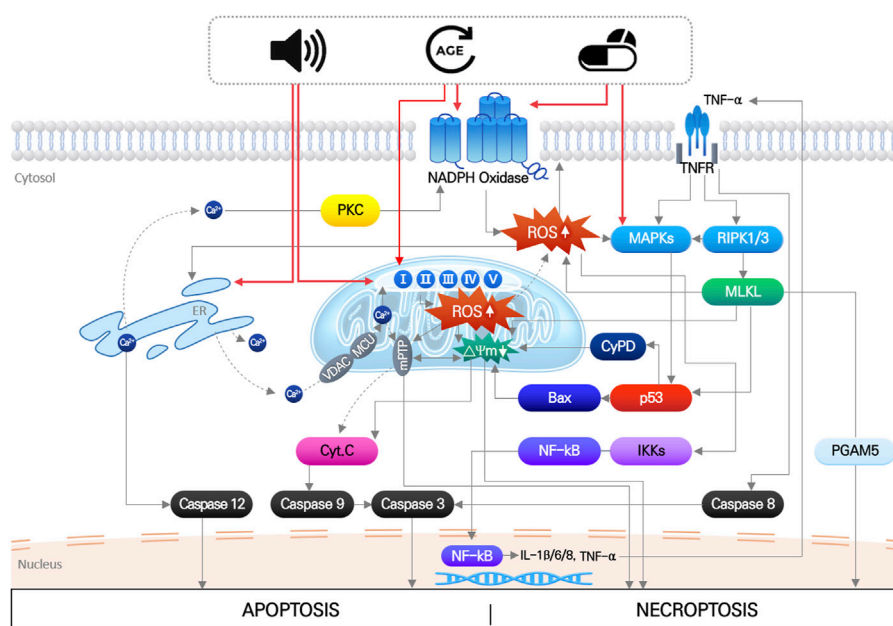 AGE
TNF-α
Cytosol
TNFR
NADPH Oxidase
Ca²⁺
PKC
ROS
MAPKs
RIPK1/3
I II III IV V
MLKL
ER
Ca²⁺
ROS
Ca²⁺
Ca²⁺
MCU
VDAC
mPTP
△Ψm
CyPD
Ca²⁺
Bax
p53
Cyt.C
NF-kB
IKKs
PGAM5
Caspase 12
Caspase 9
Caspase 3
Caspase 8
Nucleus
NF-kB
IL-1β/6/8, TNF-α
APOPTOSIS
NECROPTOSIS